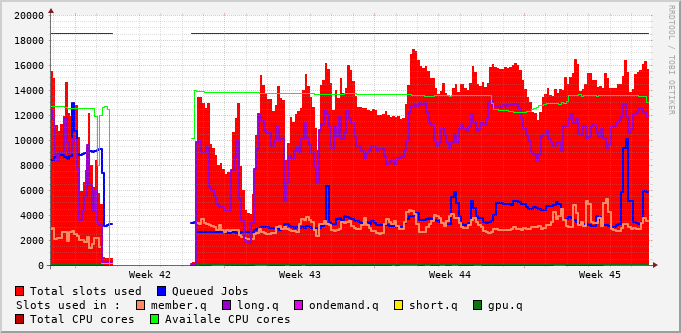 20000
18000
16000
14000
12000
10000
8000
6000
4000
2000
0
Week 42 Week 43 Week 44 Week 45
Total slots used Queued Jobs
Slots used in : member.q long.q ondemand.q short.q gpu.q
Total CPU cores Availale CPU cores
RRDTOOL / TOBI OETIKER